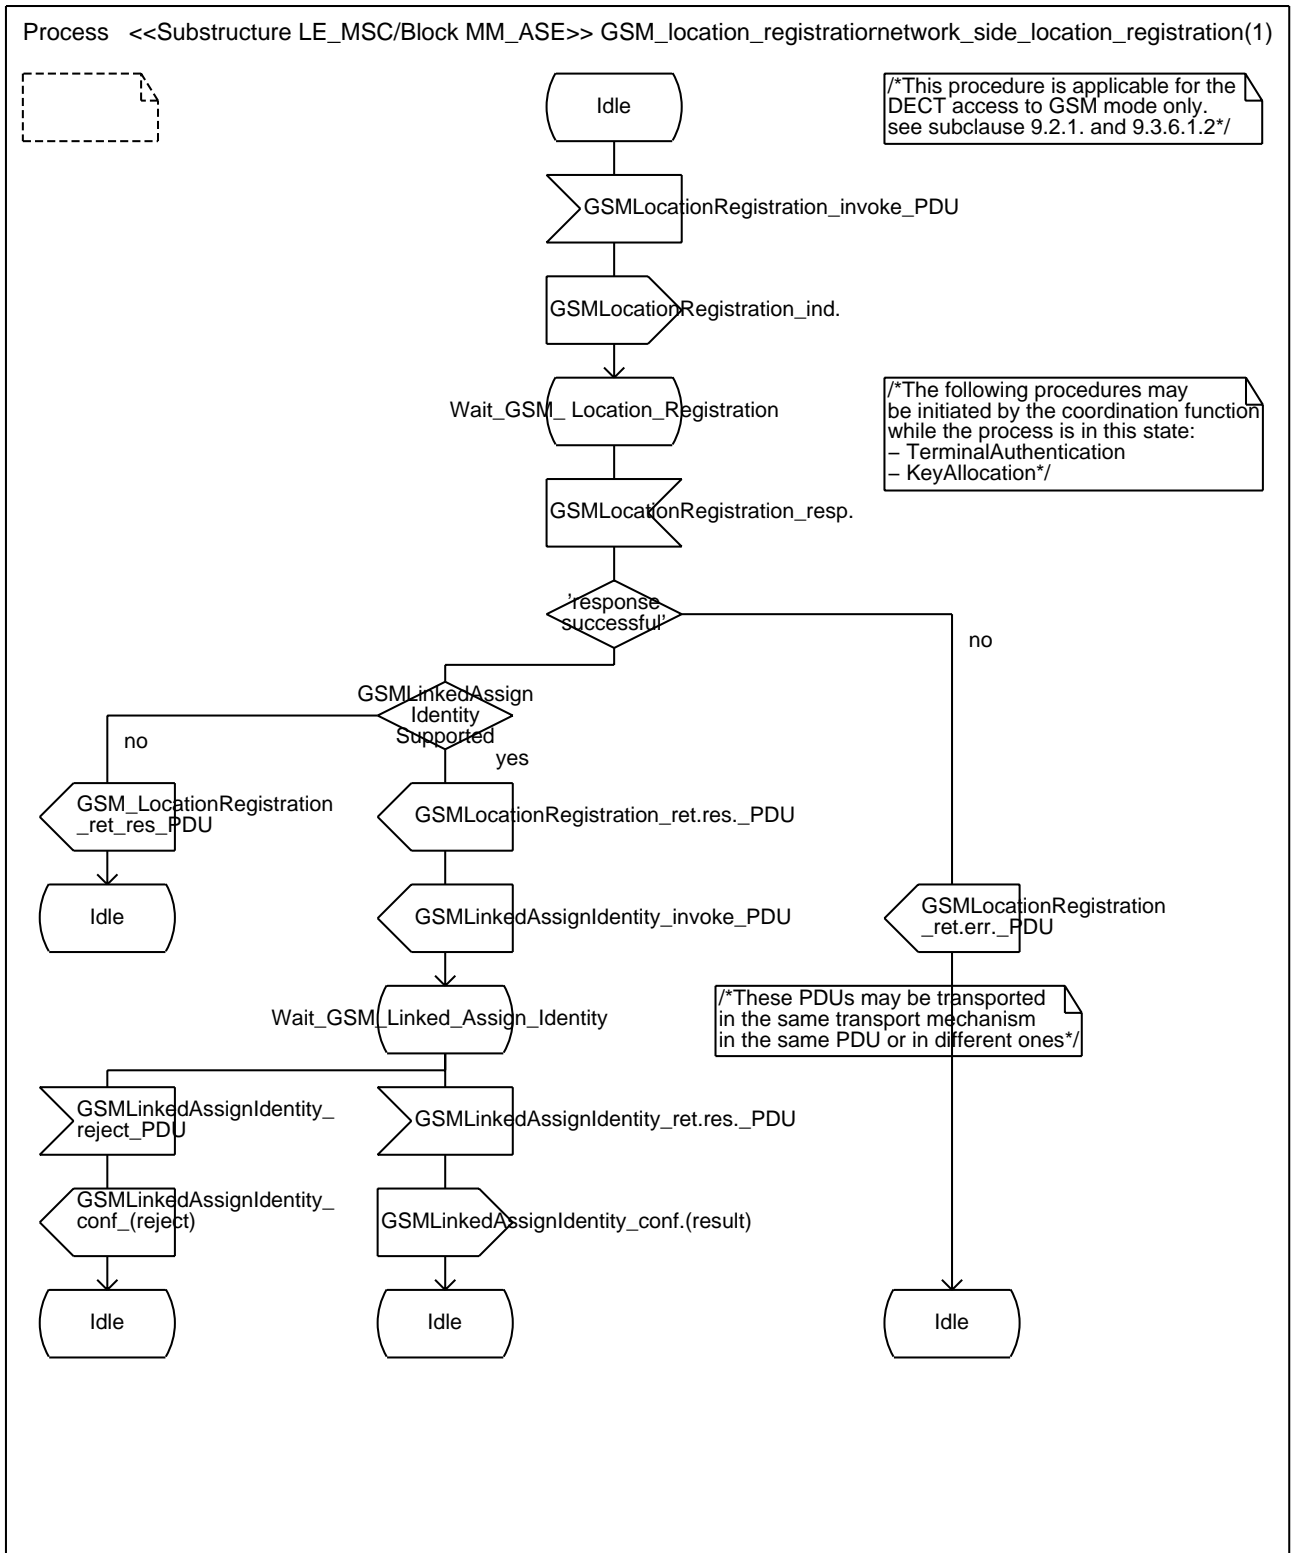 Process <<Substructure LE_MSC/Block MM_ASE>> GSM_location_registratiornetwork_side_location_registration(1)
Idle
/*This procedure is applicable for the
DECT access to GSM mode only.
see subclause 9.2.1. and 9.3.6.1.2*/
GSMLocationRegistration_invoke_PDU
GSMLocationRegistration_ind.
Wait_GSM_ Location_Registration
/*The following procedures may
be initiated by the coordination function
while the process is in this state:
– TerminalAuthentication
– KeyAllocation*/
GSMLocationRegistration_resp.
'response
successful'
no
GSMLinkedAssign
Identity
Supported
no
yes
GSM_LocationRegistration
_ret_res_PDU
GSMLocationRegistration_ret.res._PDU
Idle
GSMLinkedAssignIdentity_invoke_PDU
GSMLocationRegistration
_ret.err._PDU
Wait_GSM_Linked_Assign_Identity
/*These PDUs may be transported
in the same transport mechanism
in the same PDU or in different ones*/
GSMLinkedAssignIdentity_
reject_PDU
GSMLinkedAssignIdentity_ret.res._PDU
GSMLinkedAssignIdentity_
conf_(reject)
GSMLinkedAssignIdentity_conf.(result)
Idle
Idle
Idle